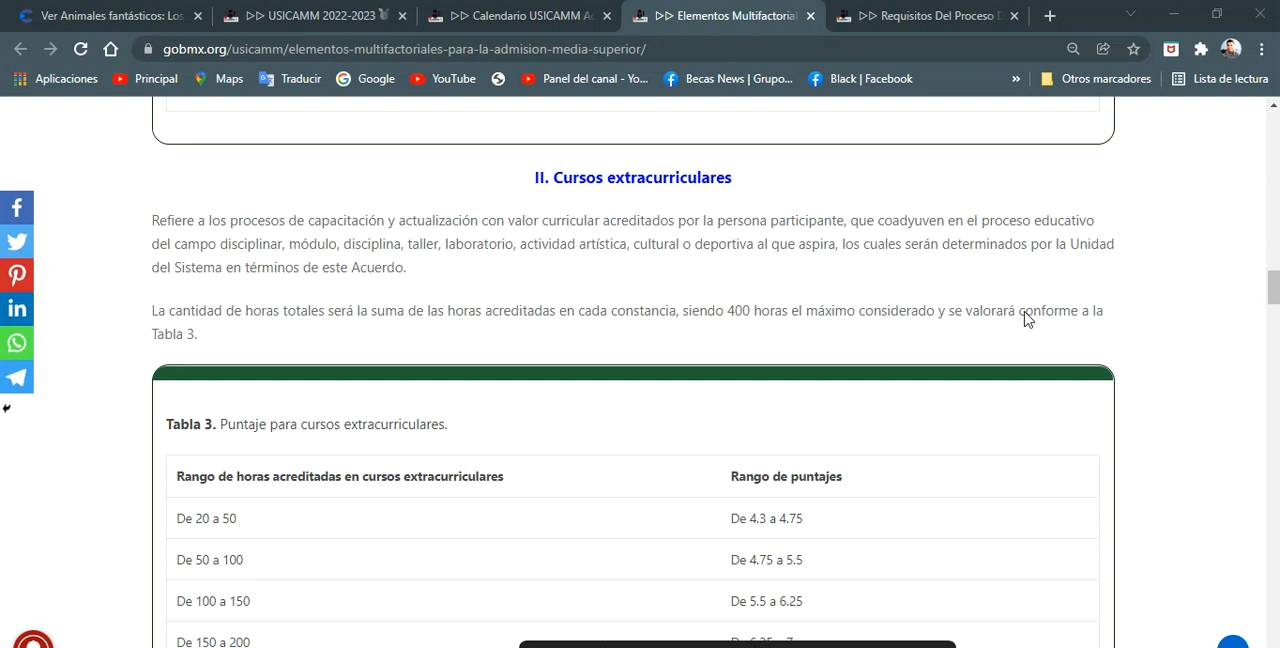 Ver Animales fantásticos: Los
>> USICAMM 2022-2023
>> Calendario USICAMM A
>> Elementos Multifactorial
>> Requisitos Del Proceso D
gobmx.org/usicamm/elementos-multifactoriales-para-la-admision-media-superior/
Aplicaciones
Principal
Maps
Traducir
Google
YouTube
Panel del canal - Yo...
Becas News | Grupo...
Black | Facebook
»
Otros marcadores
Lista de lectura
II. Cursos extracurriculares
Refiere a los procesos de capacitación y actualización con valor curricular acreditados por la persona participante, que coadyuven en el proceso educativo
del campo disciplinar, módulo, disciplina, taller, laboratorio, actividad artística, cultural o deportiva al que aspira, los cuales serán determinados por la Unidad
del Sistema en términos de este Acuerdo.
La cantidad de horas totales será la suma de las horas acreditadas en cada constancia, siendo 400 horas el máximo considerado y se valorará conforme a la
Tabla 3.
Tabla 3. Puntaje para cursos extracurriculares.
Rango de horas acreditadas en cursos extracurriculares
Rango de puntajes
De 20 a 50
De 4.3 a 4.75
De 50 a 100
De 4.75 a 5.5
De 100 a 150
De 5.5 a 6.25
De 150 a 200